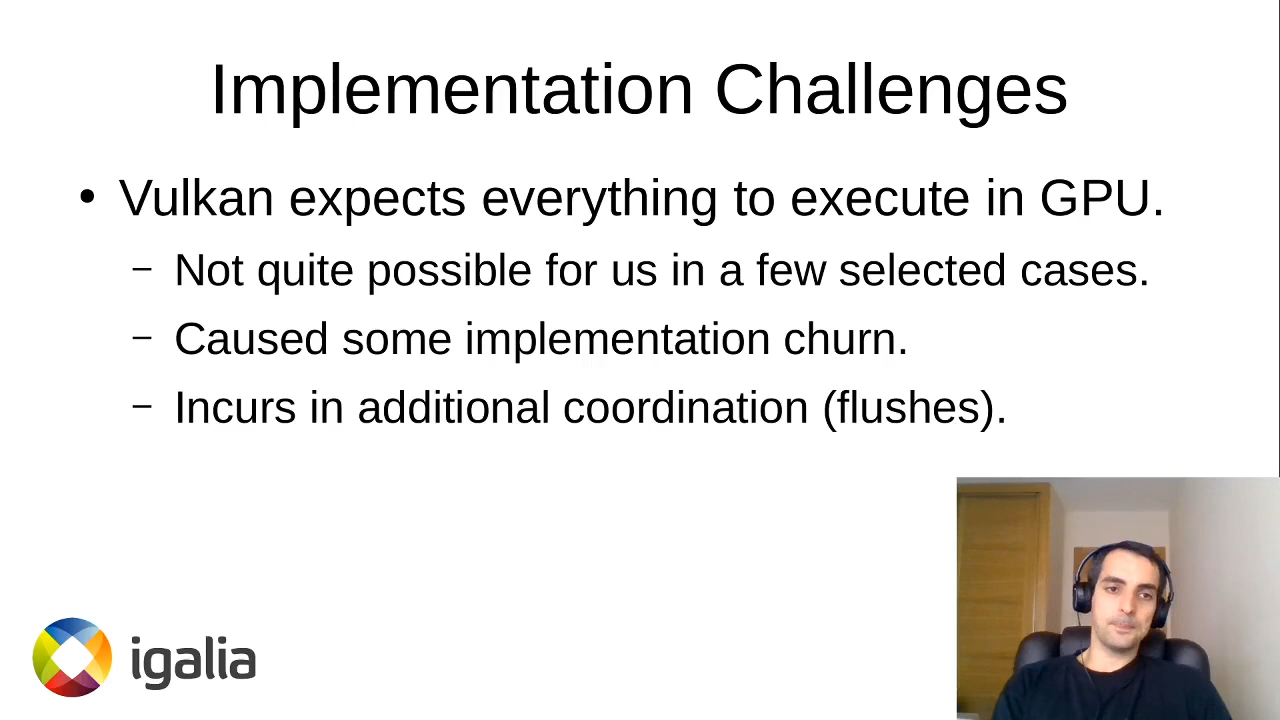 Implementation Challenges
• Vulkan expects everything to execute in GPU.
– Not quite possible for us in a few selected cases.
– Caused some implementation churn.
– Incurs in additional coordination (flushes).
igalia